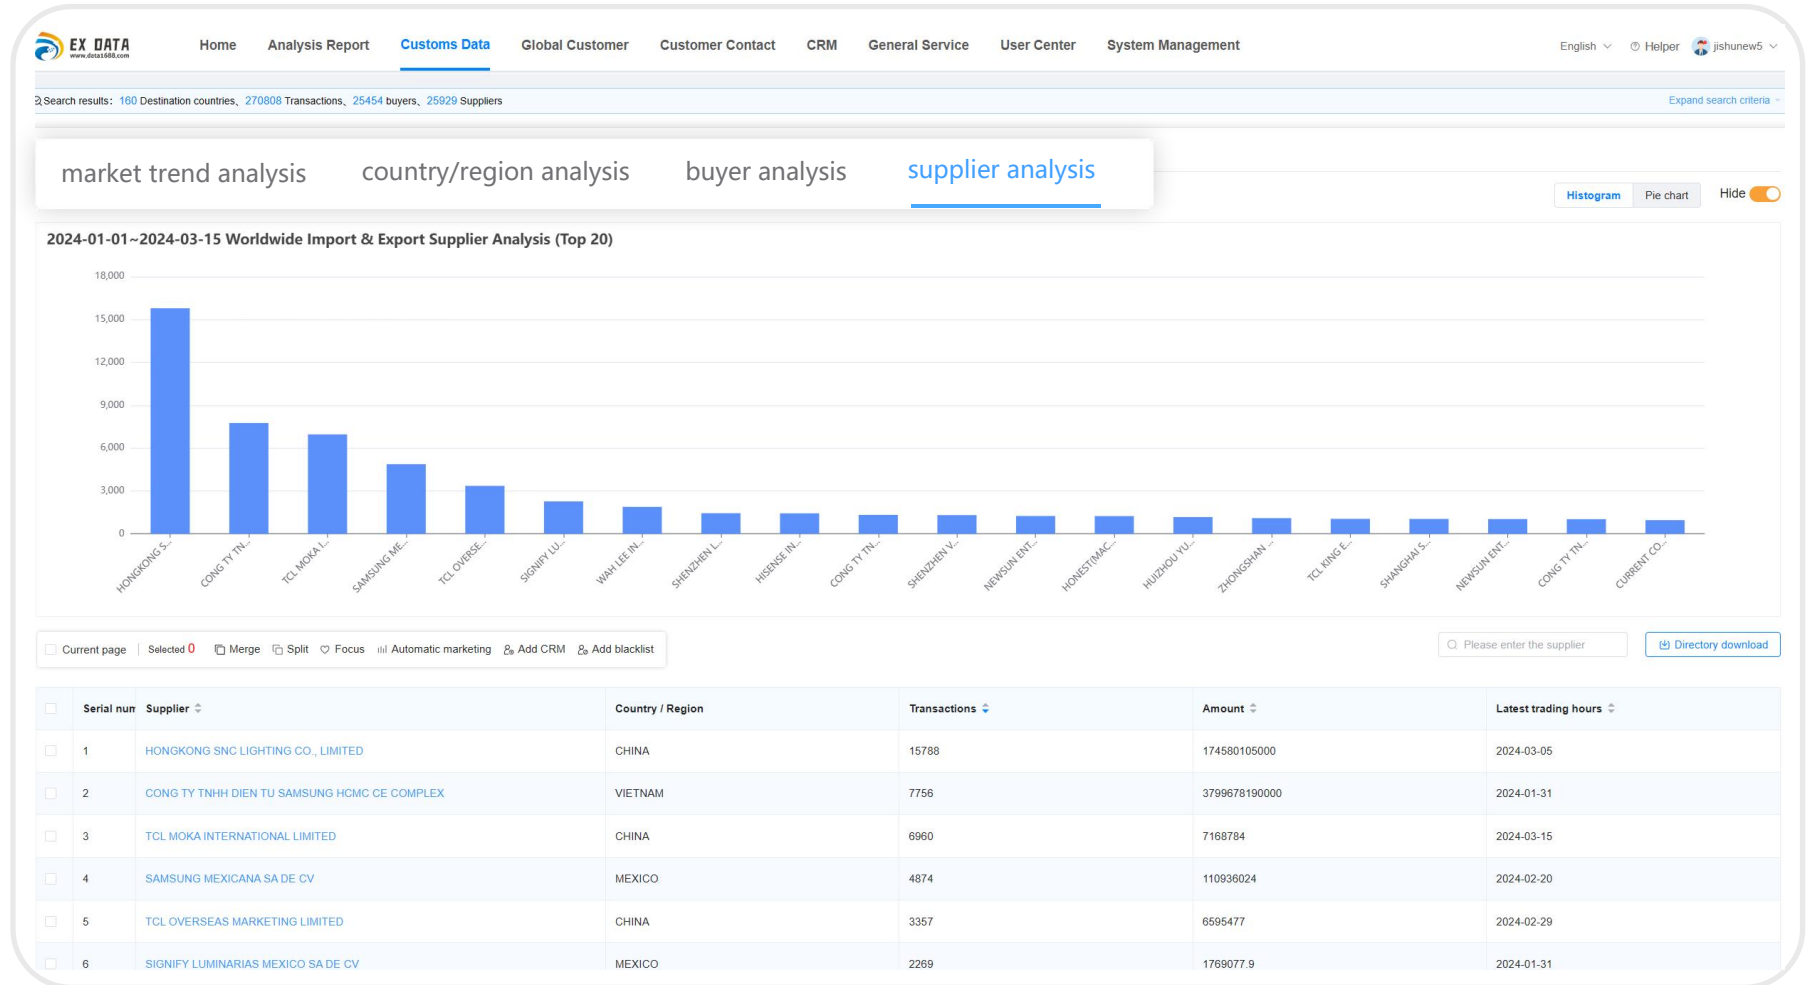 EX DATA
www.data1688.com
Home Analysis Report Customs Data Global Customer Customer Contact CRM General Service User Center System Management
English Helper jishunew5
Search results: 160 Destination countries、270808 Transactions、25454 buyers、25929 Suppliers
Expand search criteria
market trend analysis country/region analysis buyer analysis supplier analysis
Histogram Pie chart Hide
2024-01-01~2024-03-15 Worldwide Import & Export Supplier Analysis (Top 20)
18,000
15,000
12,000
9,000
6,000
3,000
0
HONGKONG S... CONG TY TN... TCL MOKA I... SAMSUNG ME... TCL OVERSE... SIGNIFY LU... WAH LEE IN... SHENZHEN L... HISENSE IN... CONG TY TN... SHENZHEN V... NEWSUN ENT... HONEST(MAC... HUIZHOU YU... ZHONGSHAN ... TCL KING E... SHANGHAI S... NEWSUN ENT... CONG TY TN... CURRENT CO...
Current page Selected 0 Merge Split Focus Automatic marketing Add CRM Add blacklist
Please enter the supplier Directory download
Serial num Supplier Country / Region Transactions Amount Latest trading hours
1 HONGKONG SNC LIGHTING CO., LIMITED CHINA 15788 174580105000 2024-03-05
2 CONG TY TNHH DIEN TU SAMSUNG HCMC CE COMPLEX VIETNAM 7756 3799678190000 2024-01-31
3 TCL MOKA INTERNATIONAL LIMITED CHINA 6960 7168784 2024-03-15
4 SAMSUNG MEXICANA SA DE CV MEXICO 4874 110936024 2024-02-20
5 TCL OVERSEAS MARKETING LIMITED CHINA 3357 6595477 2024-02-29
6 SIGNIFY LUMINARIAS MEXICO SA DE CV MEXICO 2269 1769077.9 2024-01-31